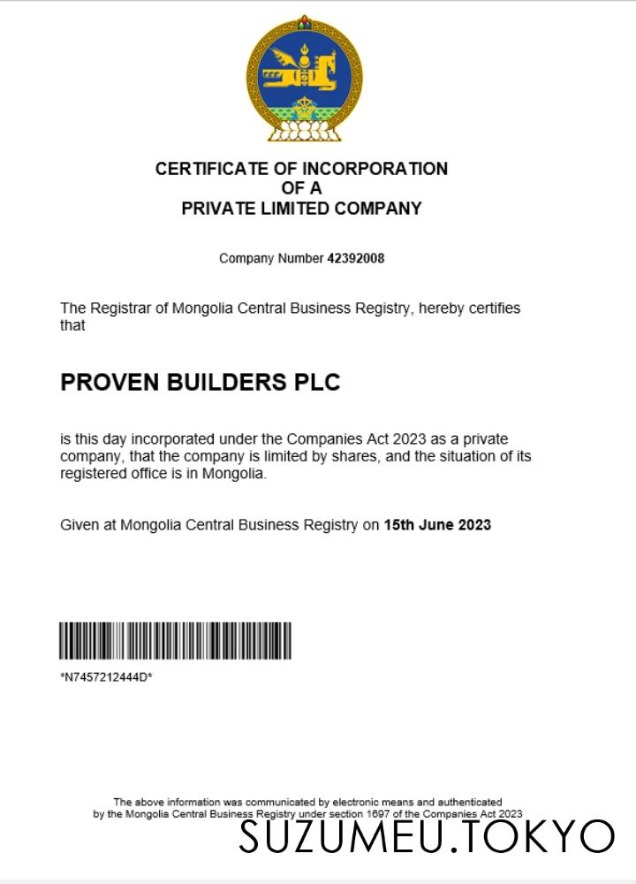 CERTIFICATE OF INCORPORATION
OF A
PRIVATE LIMITED COMPANY
Company Number 42392008
The Registrar of Mongolia Central Business Registry, hereby certifies
that
PROVEN BUILDERS PLC
is this day incorporated under the Companies Act 2023 as a private
company, that the company is limited by shares, and the situation of its
registered office is in Mongolia.
Given at Mongolia Central Business Registry on 15th June 2023
*N7457212444D*
The above information was communicated by electronic means and authenticated
by the Mongolia Central Business Registry under section 1697 of the Companies Act 2023
SUZUMEU.TOKYO